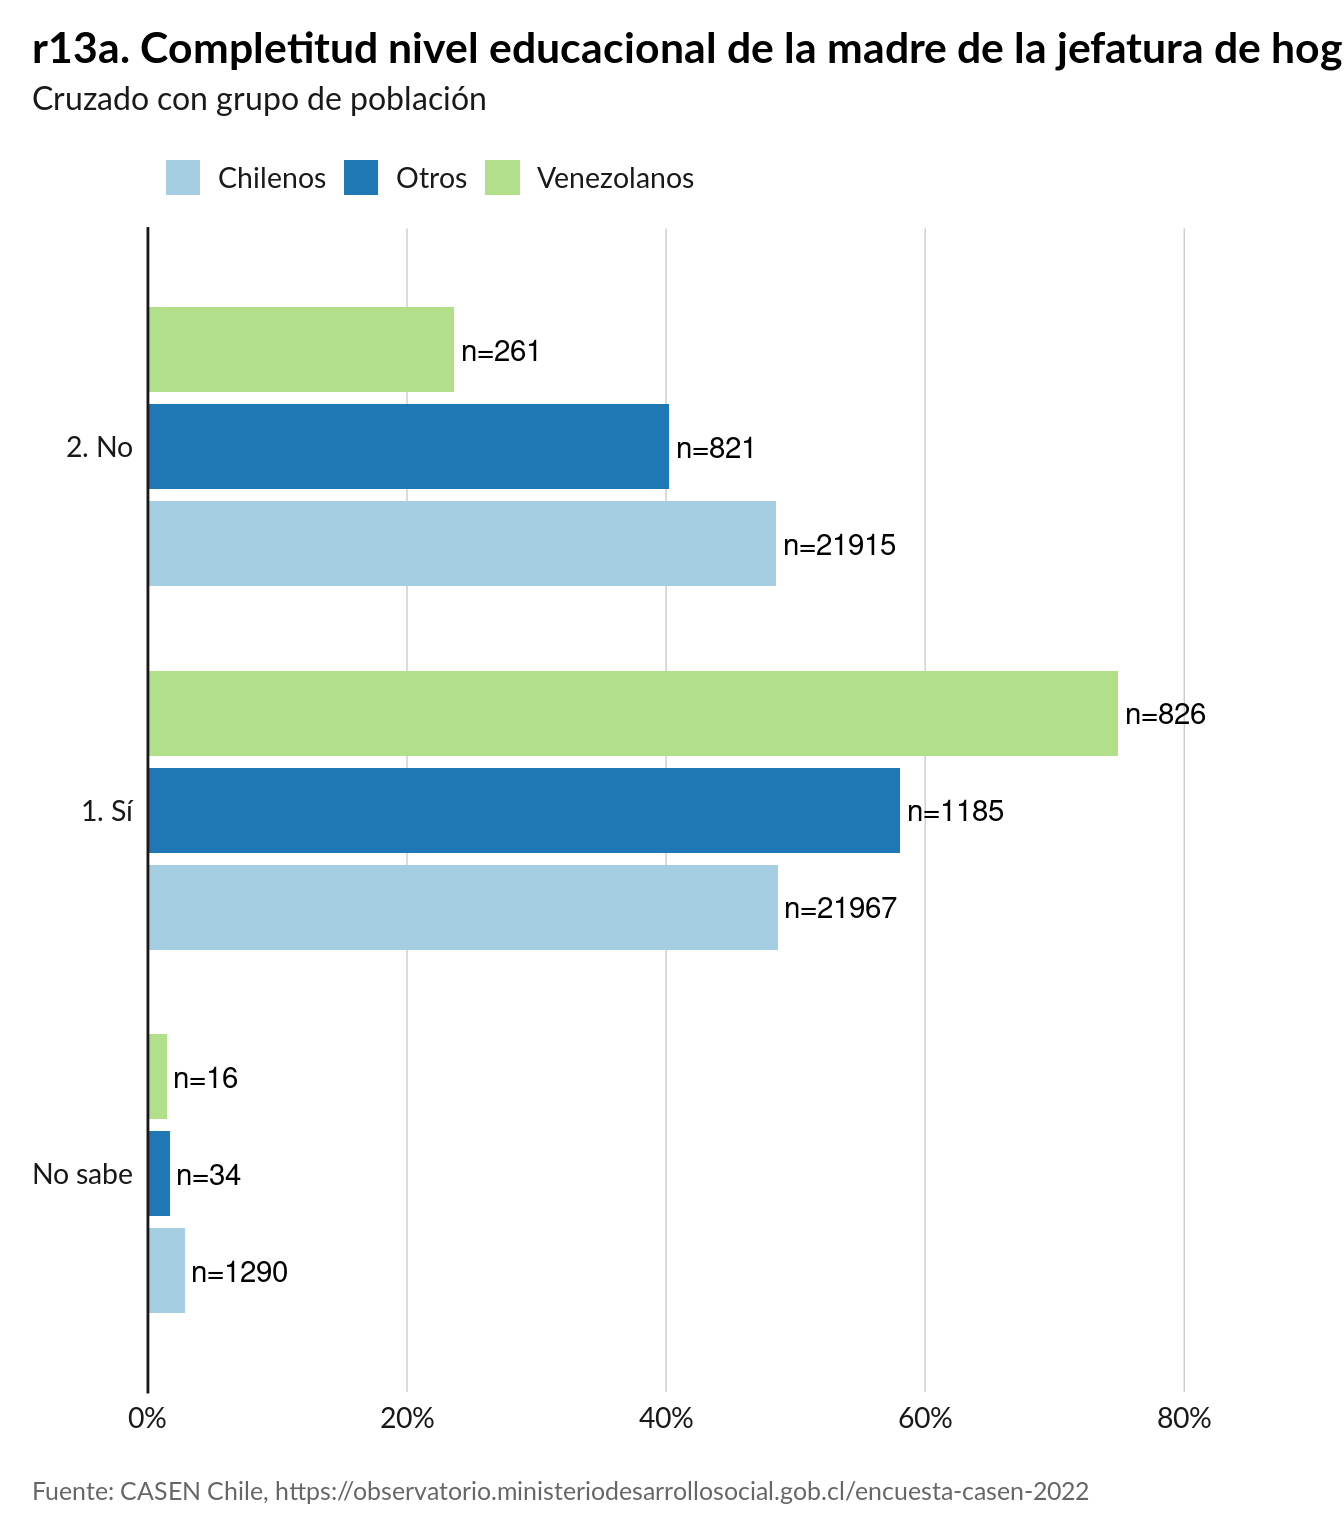 r13a. Completitud nivel educacional de la madre de la jefatura de hog
Cruzado con grupo de población
Chilenos Otros Venezolanos
n=261
2. No n=821
n=21915
n=826
1. Sí n=1185
n=21967
n=16
No sabe n=34
n=1290
0% 20% 40% 60% 80%
Fuente: CASEN Chile, https://observatorio.ministeriodesarrollosocial.gob.cl/encuesta-casen-2022